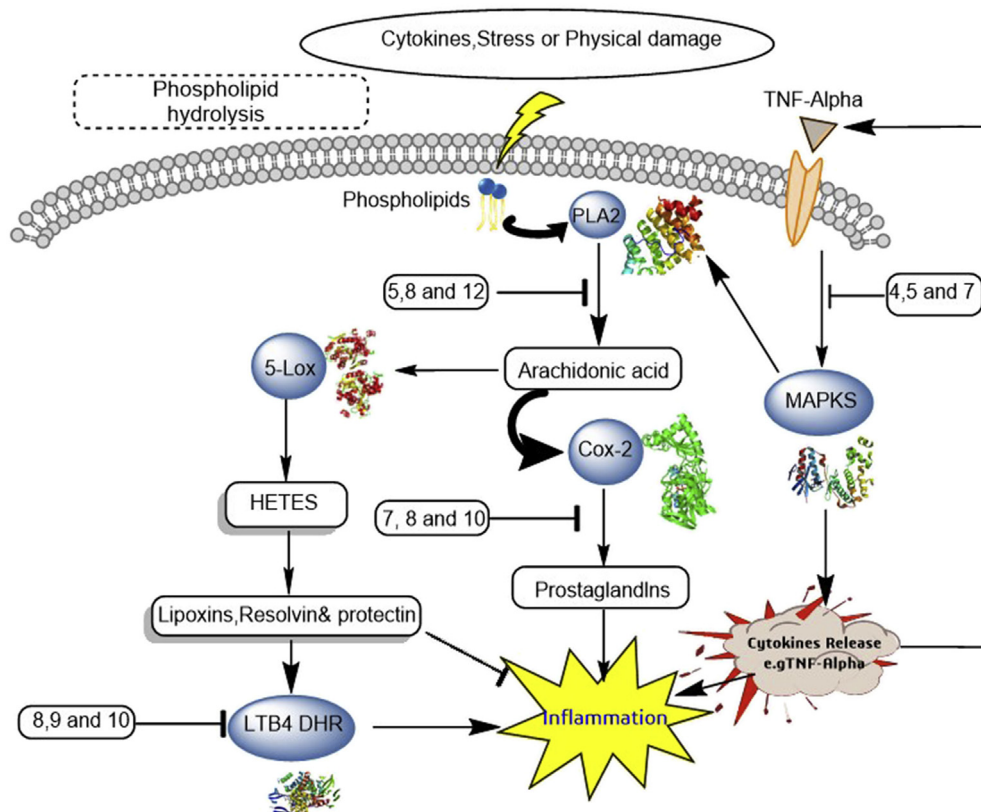 Cytokines,Stress or Physical damage
Phospholipid
hydrolysis
TNF-Alpha
Phospholipids
PLA2
5,8 and 12
4,5 and 7
5-Lox
Arachidonic acid
MAPKS
Cox-2
HETES
7, 8 and 10
ProstaglandIns
Lipoxins,Resolvin& protectin
Cytokines Release
e.gTNF-Alpha
8,9 and 10
LTB4 DHR
Inflammation